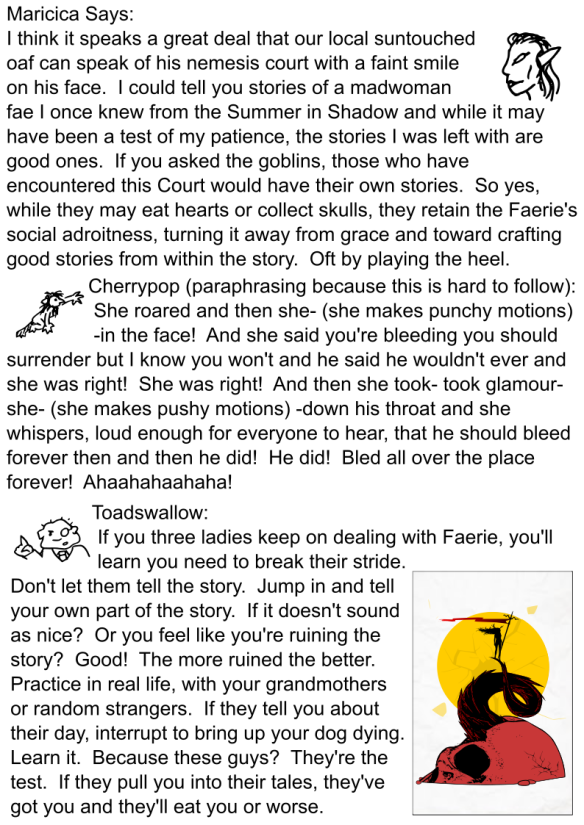 Maricica Says:
I think it speaks a great deal that our local suntouched
oaf can speak of his nemesis court with a faint smile
on his face.  I could tell you stories of a madwoman
fae I once knew from the Summer in Shadow and while it may
have been a test of my patience, the stories I was left with are
good ones.  If you asked the goblins, those who have
encountered this Court would have their own stories.  So yes,
while they may eat hearts or collect skulls, they retain the Faerie's
social adroitness, turning it away from grace and toward crafting
good stories from within the story.  Oft by playing the heel.
Cherrypop (paraphrasing because this is hard to follow):
She roared and then she- (she makes punchy motions)
-in the face!  And she said you're bleeding you should
surrender but I know you won't and he said he wouldn't ever and
she was right!  She was right!  And then she took- took glamour-
she- (she makes pushy motions) -down his throat and she
whispers, loud enough for everyone to hear, that he should bleed
forever then and then he did!  He did!  Bled all over the place
forever!  Ahaahahaahaha!
Toadswallow:
If you three ladies keep on dealing with Faerie, you'll
learn you need to break their stride.
Don't let them tell the story.  Jump in and tell
your own part of the story.  If it doesn't sound
as nice?  Or you feel like you're ruining the
story?  Good!  The more ruined the better.
Practice in real life, with your grandmothers
or random strangers.  If they tell you about
their day, interrupt to bring up your dog dying.
Learn it.  Because these guys?  They're the
test.  If they pull you into their tales, they've
got you and they'll eat you or worse.